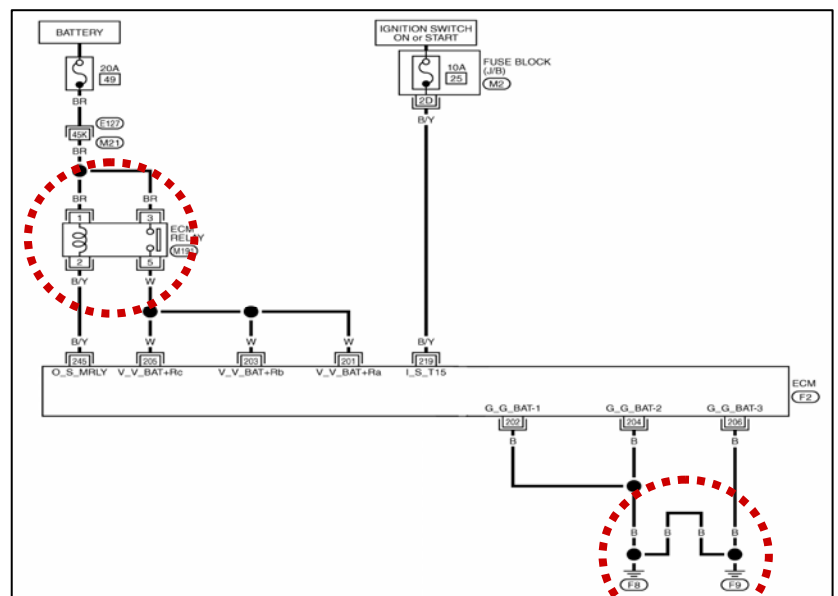 BATTERY
IGNITION SWITCH
ON or START
20A
49
10A
25
FUSE BLOCK
(J/B)
M2
BR
2D
E127
B/Y
45K
M21
BR
BR BR
1 3
ECM
RELAY
M191
2 5
B/Y W
B/Y W W W B/Y
245 205 203 201 219
O_S_MRLY V_V_BAT+Rc V_V_BAT+Rb V_V_BAT+Ra I_S_T15
ECM
F2
G_G_BAT-1 G_G_BAT-2 G_G_BAT-3
202 204 206
B B B
B B B B
F8 F9